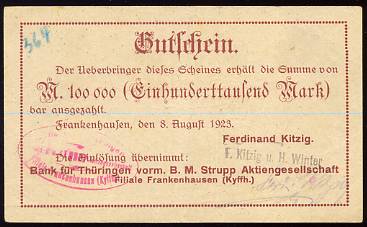 364
Gutschein.
Der Ueberbringer dieses Scheines erhält die Summe von
M. 100 000 (Einhunderttausend Mark)
bar ausgezahlt.
Frankenhausen, den 8. August 1923.
Ferdinand Kitzig.
F. Kitzig u. H. Winter
Die Einlösung übernimmt:
Bank für Thüringen vorm. B. M. Strupp Aktiengesellschaft
Filiale Frankenhausen (Kyffh.)